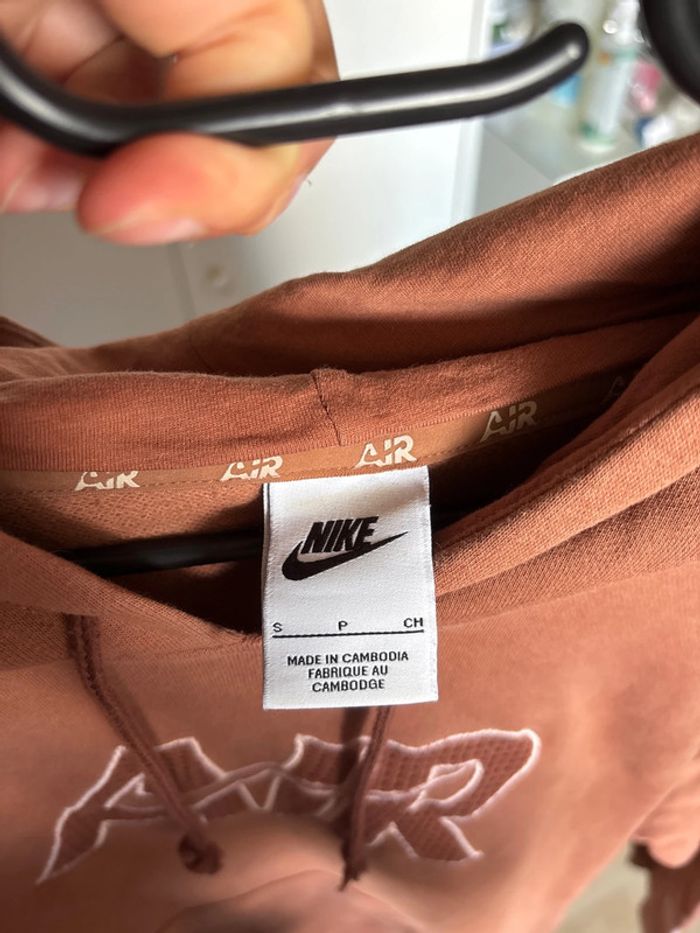 AIR AIR AIR AIR
NIKE
S P CH
MADE IN CAMBODIA
FABRIQUE AU
CAMBODGE
AIR